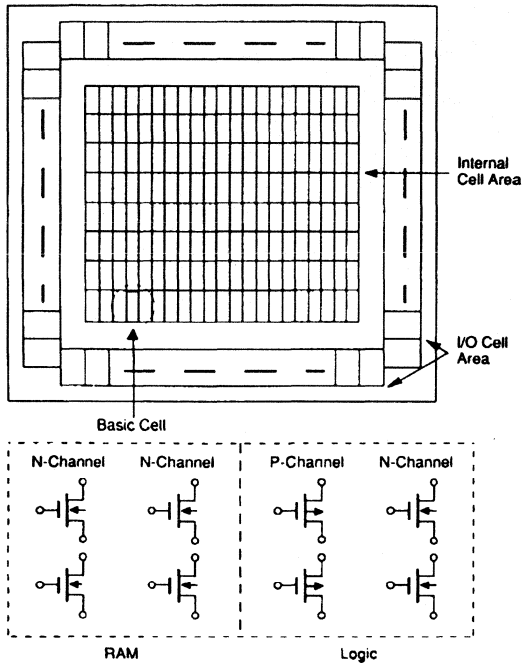 Internal
Cell Area
I/O Cell
Area
Basic Cell
N-Channel N-Channel P-Channel N-Channel
RAM Logic